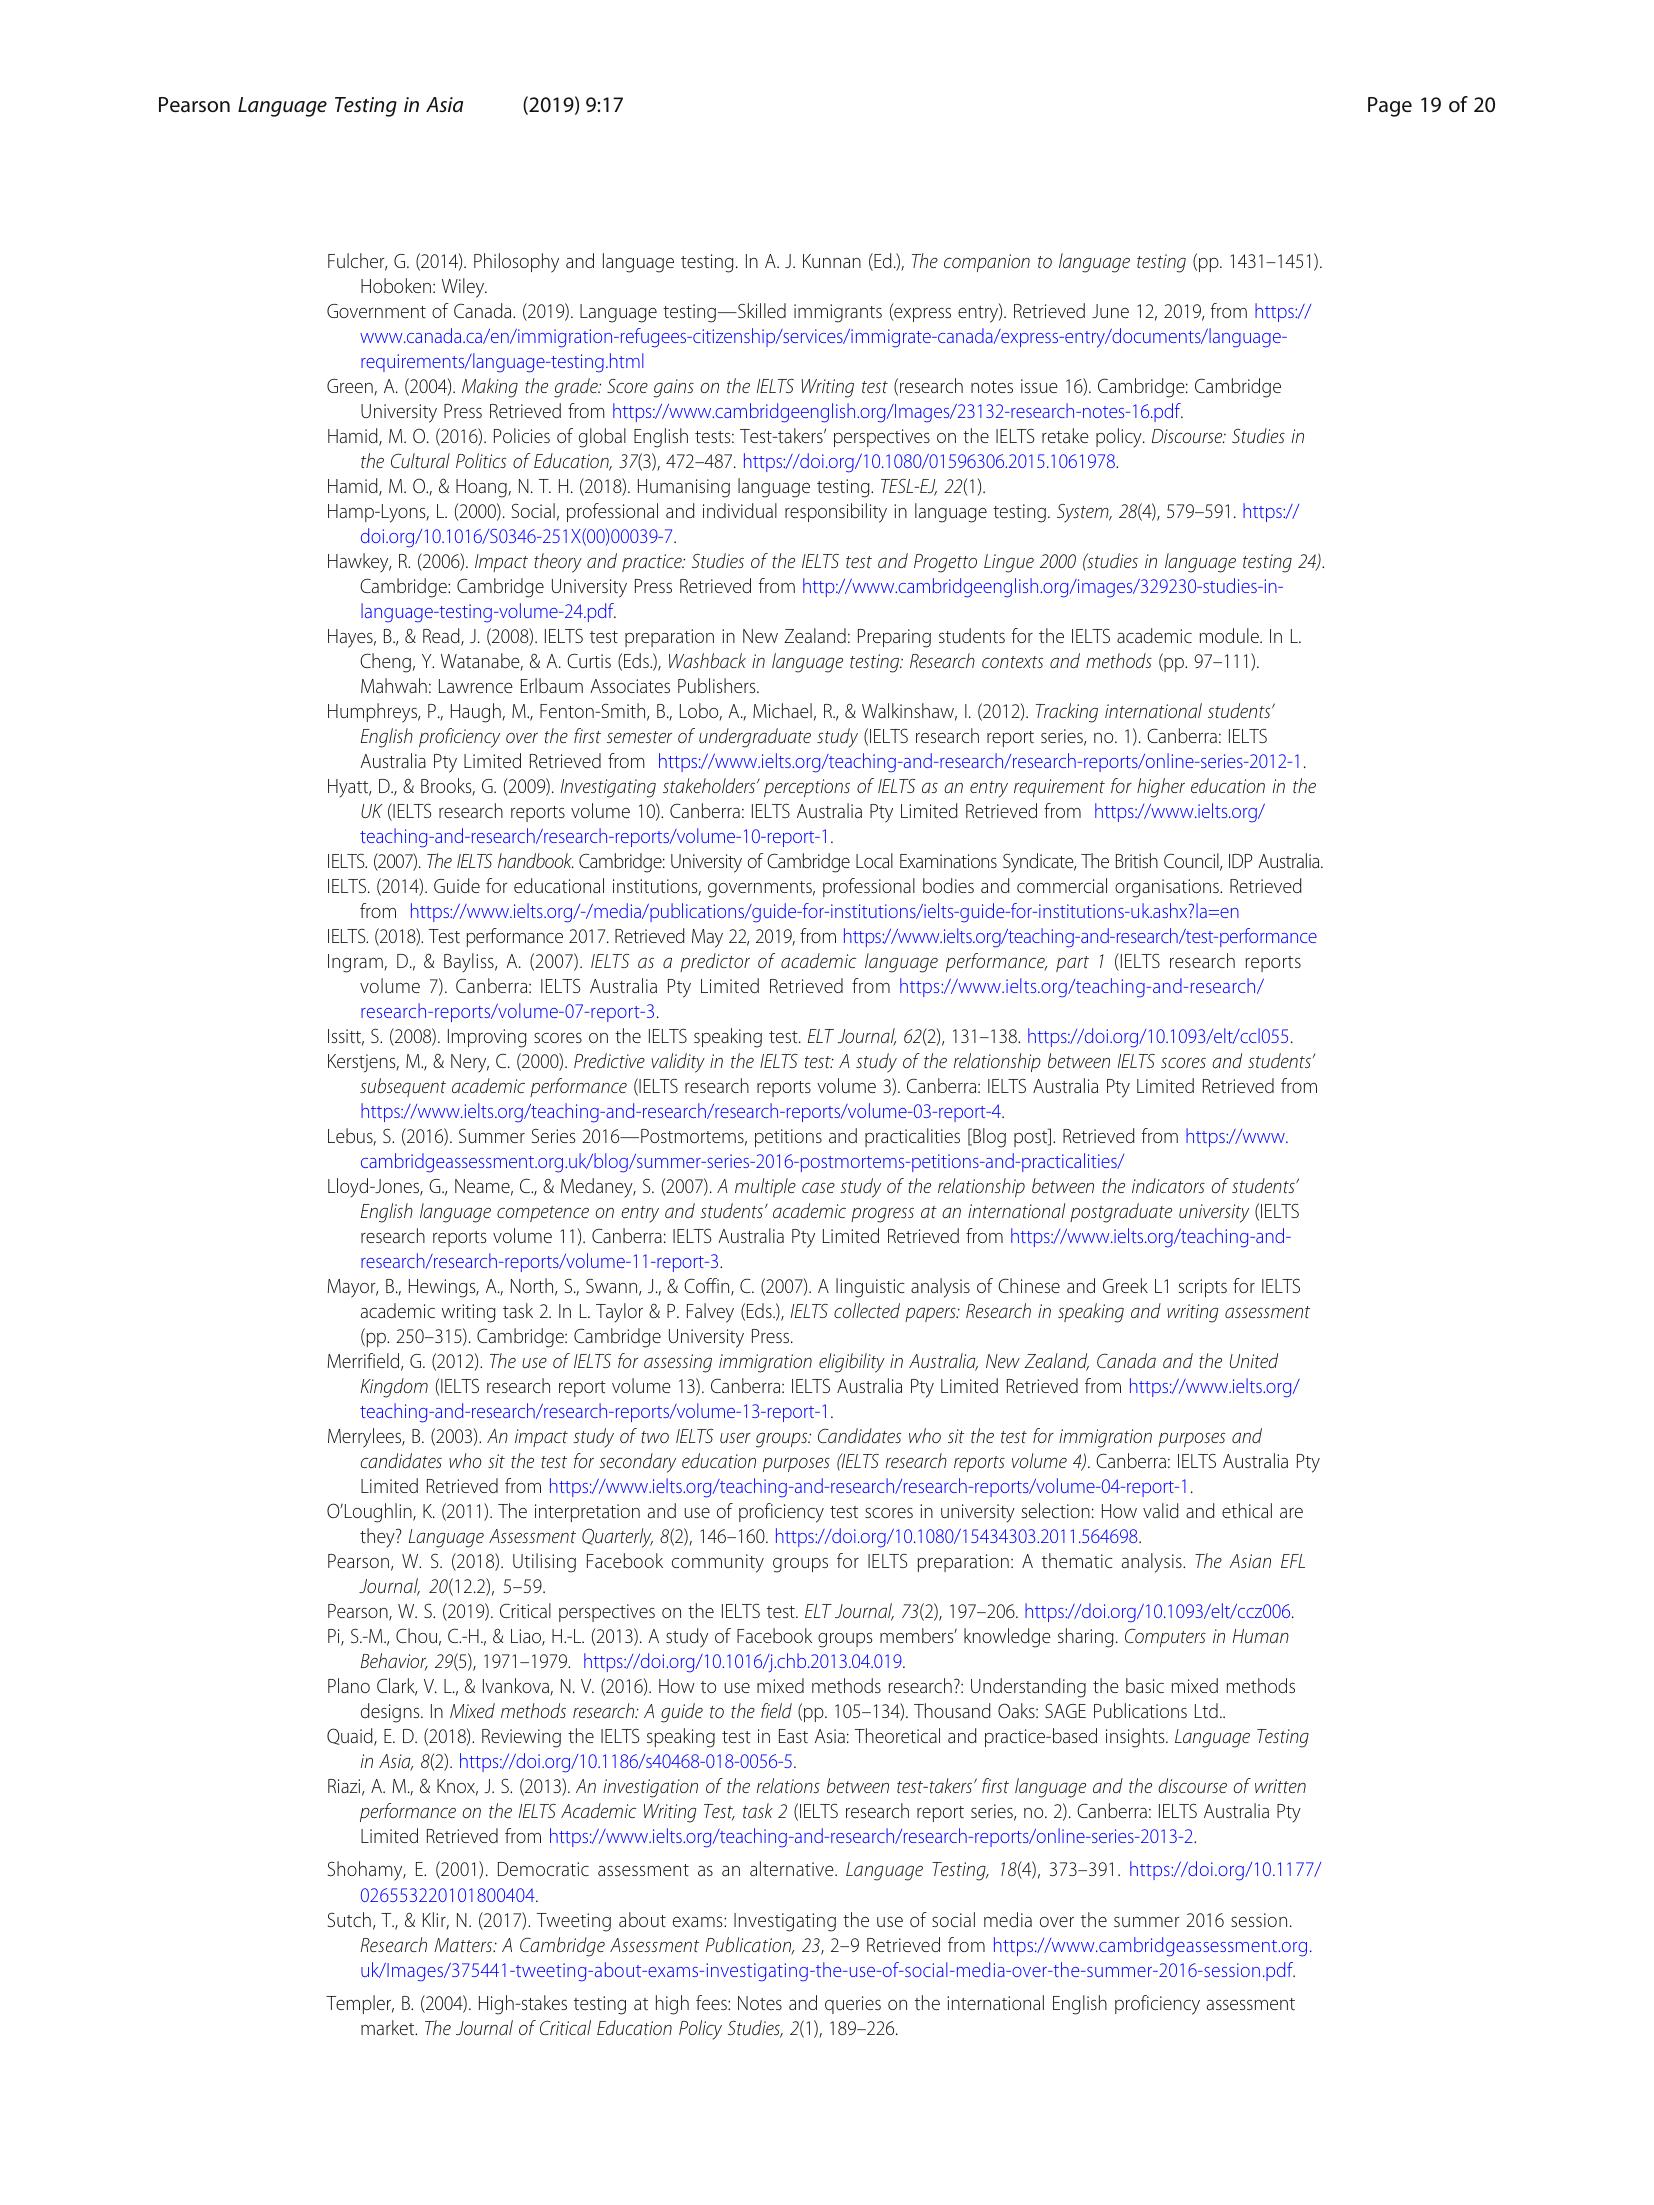 Pearson Language Testing in Asia (2019) 9:17 Page 19 of 20
Fulcher, G. (2014). Philosophy and language testing. In A. J. Kunnan (Ed.), The companion to language testing (pp. 1431–1451).
Hoboken: Wiley.
Government of Canada. (2019). Language testing—Skilled immigrants (express entry). Retrieved June 12, 2019, from https://
www.canada.ca/en/immigration-refugees-citizenship/services/immigrate-canada/express-entry/documents/language-
requirements/language-testing.html
Green, A. (2004). Making the grade: Score gains on the IELTS Writing test (research notes issue 16). Cambridge: Cambridge
University Press Retrieved from https://www.cambridgeenglish.org/Images/23132-research-notes-16.pdf.
Hamid, M. O. (2016). Policies of global English tests: Test-takers’ perspectives on the IELTS retake policy. Discourse: Studies in
the Cultural Politics of Education, 37(3), 472–487. https://doi.org/10.1080/01596306.2015.1061978.
Hamid, M. O., & Hoang, N. T. H. (2018). Humanising language testing. TESL-EJ, 22(1).
Hamp-Lyons, L. (2000). Social, professional and individual responsibility in language testing. System, 28(4), 579–591. https://
doi.org/10.1016/S0346-251X(00)00039-7.
Hawkey, R. (2006). Impact theory and practice: Studies of the IELTS test and Progetto Lingue 2000 (studies in language testing 24).
Cambridge: Cambridge University Press Retrieved from http://www.cambridgeenglish.org/images/329230-studies-in-
language-testing-volume-24.pdf.
Hayes, B., & Read, J. (2008). IELTS test preparation in New Zealand: Preparing students for the IELTS academic module. In L.
Cheng, Y. Watanabe, & A. Curtis (Eds.), Washback in language testing: Research contexts and methods (pp. 97–111).
Mahwah: Lawrence Erlbaum Associates Publishers.
Humphreys, P., Haugh, M., Fenton-Smith, B., Lobo, A., Michael, R., & Walkinshaw, I. (2012). Tracking international students’
English proficiency over the first semester of undergraduate study (IELTS research report series, no. 1). Canberra: IELTS
Australia Pty Limited Retrieved from https://www.ielts.org/teaching-and-research/research-reports/online-series-2012-1.
Hyatt, D., & Brooks, G. (2009). Investigating stakeholders’ perceptions of IELTS as an entry requirement for higher education in the
UK (IELTS research reports volume 10). Canberra: IELTS Australia Pty Limited Retrieved from https://www.ielts.org/
teaching-and-research/research-reports/volume-10-report-1.
IELTS. (2007). The IELTS handbook. Cambridge: University of Cambridge Local Examinations Syndicate, The British Council, IDP Australia.
IELTS. (2014). Guide for educational institutions, governments, professional bodies and commercial organisations. Retrieved
from https://www.ielts.org/-/media/publications/guide-for-institutions/ielts-guide-for-institutions-uk.ashx?la=en
IELTS. (2018). Test performance 2017. Retrieved May 22, 2019, from https://www.ielts.org/teaching-and-research/test-performance
Ingram, D., & Bayliss, A. (2007). IELTS as a predictor of academic language performance, part 1 (IELTS research reports
volume 7). Canberra: IELTS Australia Pty Limited Retrieved from https://www.ielts.org/teaching-and-research/
research-reports/volume-07-report-3.
Issitt, S. (2008). Improving scores on the IELTS speaking test. ELT Journal, 62(2), 131–138. https://doi.org/10.1093/elt/ccl055.
Kerstjens, M., & Nery, C. (2000). Predictive validity in the IELTS test: A study of the relationship between IELTS scores and students’
subsequent academic performance (IELTS research reports volume 3). Canberra: IELTS Australia Pty Limited Retrieved from
https://www.ielts.org/teaching-and-research/research-reports/volume-03-report-4.
Lebus, S. (2016). Summer Series 2016—Postmortems, petitions and practicalities [Blog post]. Retrieved from https://www.
cambridgeassessment.org.uk/blog/summer-series-2016-postmortems-petitions-and-practicalities/
Lloyd-Jones, G., Neame, C., & Medaney, S. (2007). A multiple case study of the relationship between the indicators of students’
English language competence on entry and students’ academic progress at an international postgraduate university (IELTS
research reports volume 11). Canberra: IELTS Australia Pty Limited Retrieved from https://www.ielts.org/teaching-and-
research/research-reports/volume-11-report-3.
Mayor, B., Hewings, A., North, S., Swann, J., & Coffin, C. (2007). A linguistic analysis of Chinese and Greek L1 scripts for IELTS
academic writing task 2. In L. Taylor & P. Falvey (Eds.), IELTS collected papers: Research in speaking and writing assessment
(pp. 250–315). Cambridge: Cambridge University Press.
Merrifield, G. (2012). The use of IELTS for assessing immigration eligibility in Australia, New Zealand, Canada and the United
Kingdom (IELTS research report volume 13). Canberra: IELTS Australia Pty Limited Retrieved from https://www.ielts.org/
teaching-and-research/research-reports/volume-13-report-1.
Merrylees, B. (2003). An impact study of two IELTS user groups: Candidates who sit the test for immigration purposes and
candidates who sit the test for secondary education purposes (IELTS research reports volume 4). Canberra: IELTS Australia Pty
Limited Retrieved from https://www.ielts.org/teaching-and-research/research-reports/volume-04-report-1.
O’Loughlin, K. (2011). The interpretation and use of proficiency test scores in university selection: How valid and ethical are
they? Language Assessment Quarterly, 8(2), 146–160. https://doi.org/10.1080/15434303.2011.564698.
Pearson, W. S. (2018). Utilising Facebook community groups for IELTS preparation: A thematic analysis. The Asian EFL
Journal, 20(12.2), 5–59.
Pearson, W. S. (2019). Critical perspectives on the IELTS test. ELT Journal, 73(2), 197–206. https://doi.org/10.1093/elt/ccz006.
Pi, S.-M., Chou, C.-H., & Liao, H.-L. (2013). A study of Facebook groups members’ knowledge sharing. Computers in Human
Behavior, 29(5), 1971–1979. https://doi.org/10.1016/j.chb.2013.04.019.
Plano Clark, V. L., & Ivankova, N. V. (2016). How to use mixed methods research?: Understanding the basic mixed methods
designs. In Mixed methods research: A guide to the field (pp. 105–134). Thousand Oaks: SAGE Publications Ltd..
Quaid, E. D. (2018). Reviewing the IELTS speaking test in East Asia: Theoretical and practice-based insights. Language Testing
in Asia, 8(2). https://doi.org/10.1186/s40468-018-0056-5.
Riazi, A. M., & Knox, J. S. (2013). An investigation of the relations between test-takers’ first language and the discourse of written
performance on the IELTS Academic Writing Test, task 2 (IELTS research report series, no. 2). Canberra: IELTS Australia Pty
Limited Retrieved from https://www.ielts.org/teaching-and-research/research-reports/online-series-2013-2.
Shohamy, E. (2001). Democratic assessment as an alternative. Language Testing, 18(4), 373–391. https://doi.org/10.1177/
026553220101800404.
Sutch, T., & Klir, N. (2017). Tweeting about exams: Investigating the use of social media over the summer 2016 session.
Research Matters: A Cambridge Assessment Publication, 23, 2–9 Retrieved from https://www.cambridgeassessment.org.
uk/Images/375441-tweeting-about-exams-investigating-the-use-of-social-media-over-the-summer-2016-session.pdf.
Templer, B. (2004). High-stakes testing at high fees: Notes and queries on the international English proficiency assessment
market. The Journal of Critical Education Policy Studies, 2(1), 189–226.